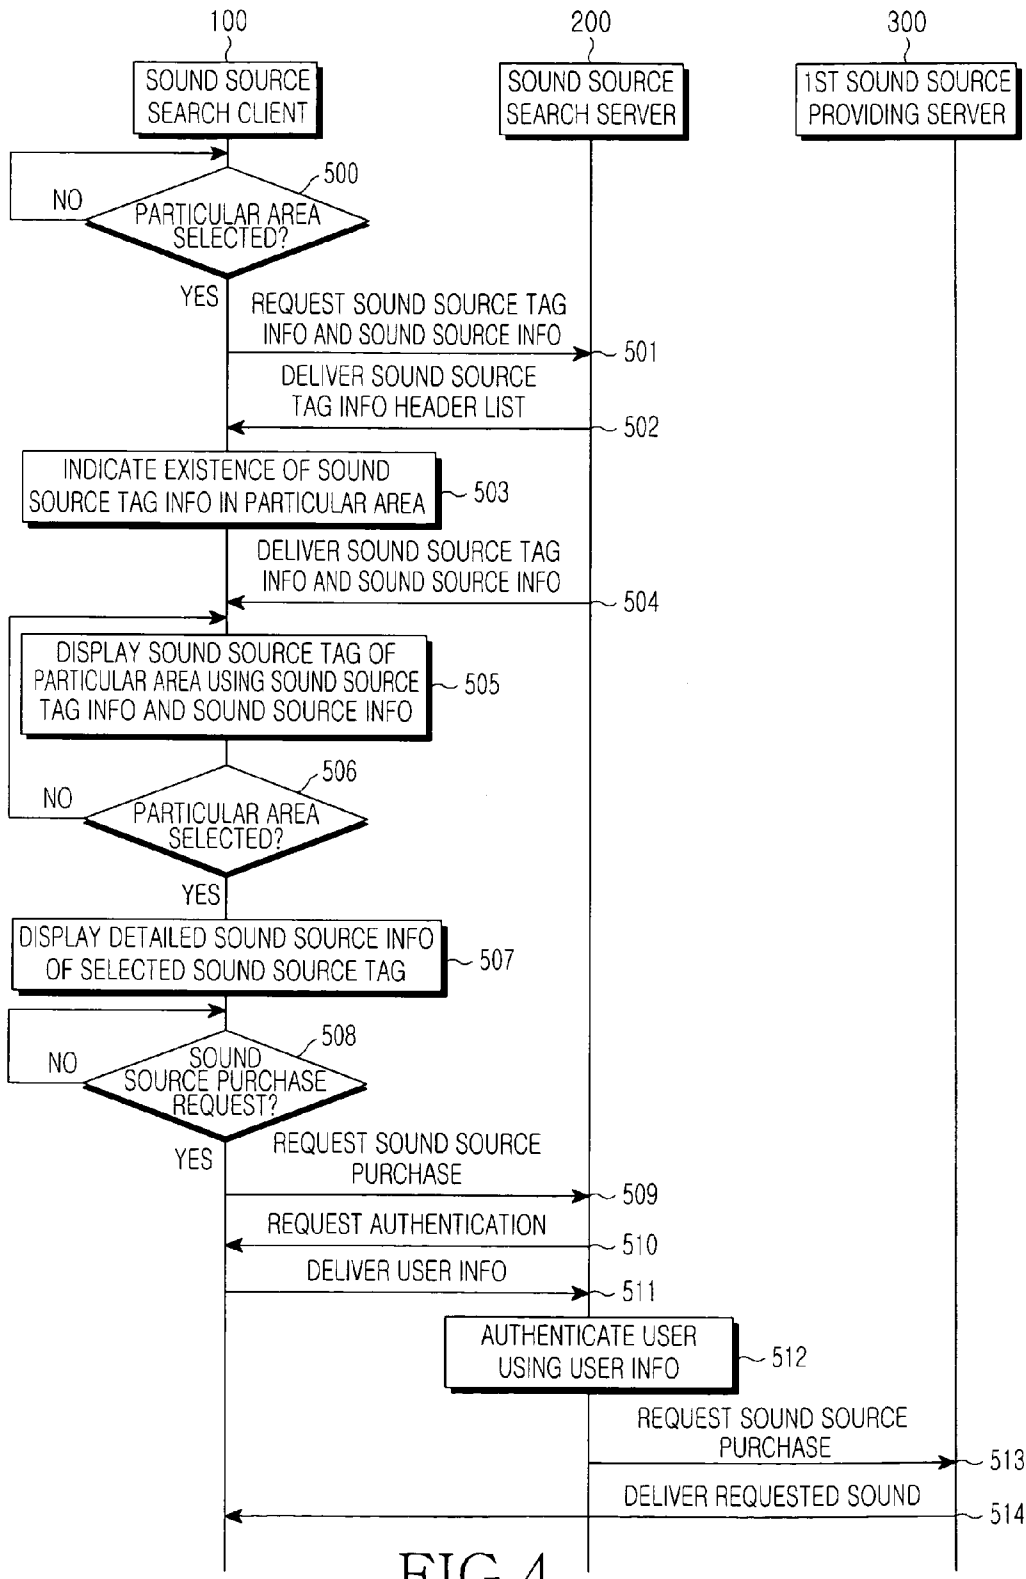 100
200
300
SOUND SOURCE
SEARCH CLIENT
SOUND SOURCE
SEARCH SERVER
1ST SOUND SOURCE
PROVIDING SERVER
500
NO
PARTICULAR AREA
SELECTED?
YES
REQUEST SOUND SOURCE TAG
INFO AND SOUND SOURCE INFO
501
DELIVER SOUND SOURCE
TAG INFO HEADER LIST
502
INDICATE EXISTENCE OF SOUND
SOURCE TAG INFO IN PARTICULAR AREA
503
DELIVER SOUND SOURCE TAG
INFO AND SOUND SOURCE INFO
504
DISPLAY SOUND SOURCE TAG OF
PARTICULAR AREA USING SOUND SOURCE
TAG INFO AND SOUND SOURCE INFO
505
506
NO
PARTICULAR AREA
SELECTED?
YES
DISPLAY DETAILED SOUND SOURCE INFO
OF SELECTED SOUND SOURCE TAG
507
508
NO
SOUND
SOURCE PURCHASE
REQUEST?
YES
REQUEST SOUND SOURCE
PURCHASE
509
REQUEST AUTHENTICATION
510
DELIVER USER INFO
511
AUTHENTICATE USER
USING USER INFO
512
REQUEST SOUND SOURCE
PURCHASE
513
DELIVER REQUESTED SOUND
514
FIG.4